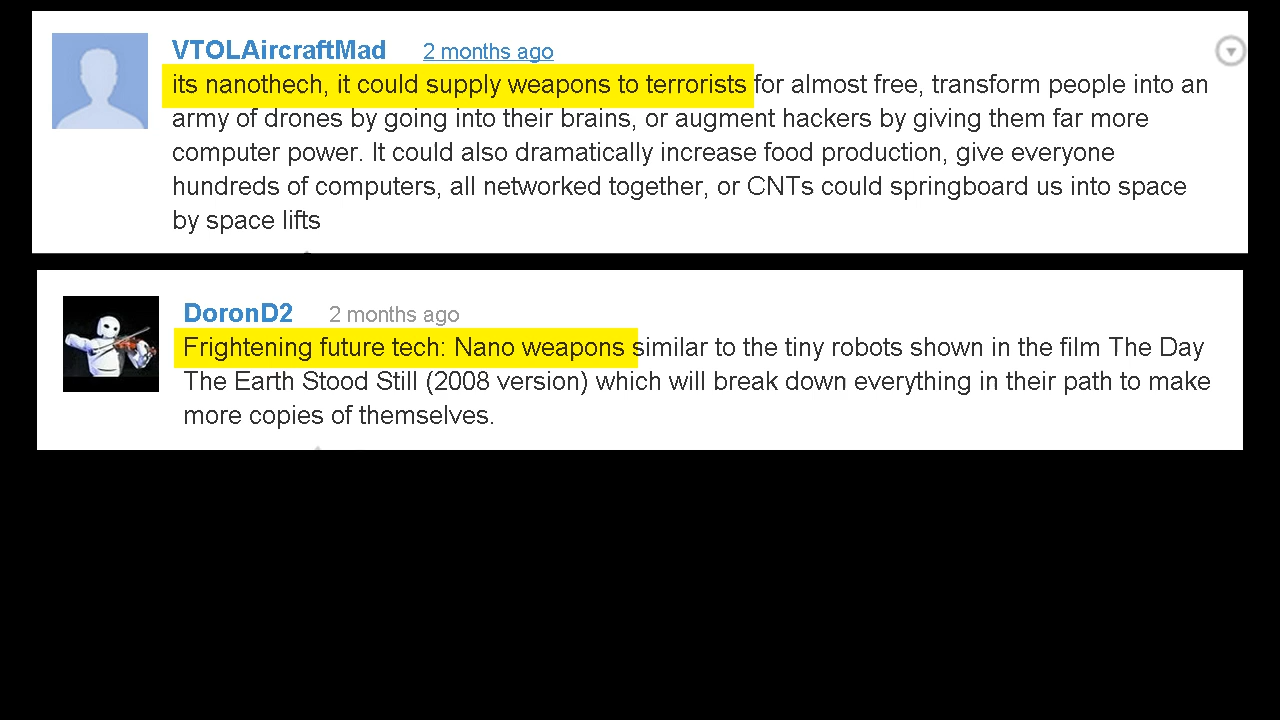 VTOLAircraftMad 2 months ago
its nanothech, it could supply weapons to terrorists for almost free, transform people into an
army of drones by going into their brains, or augment hackers by giving them far more
computer power. It could also dramatically increase food production, give everyone
hundreds of computers, all networked together, or CNTs could springboard us into space
by space lifts
DoronD2 2 months ago
Frightening future tech: Nano weapons similar to the tiny robots shown in the film The Day
The Earth Stood Still (2008 version) which will break down everything in their path to make
more copies of themselves.